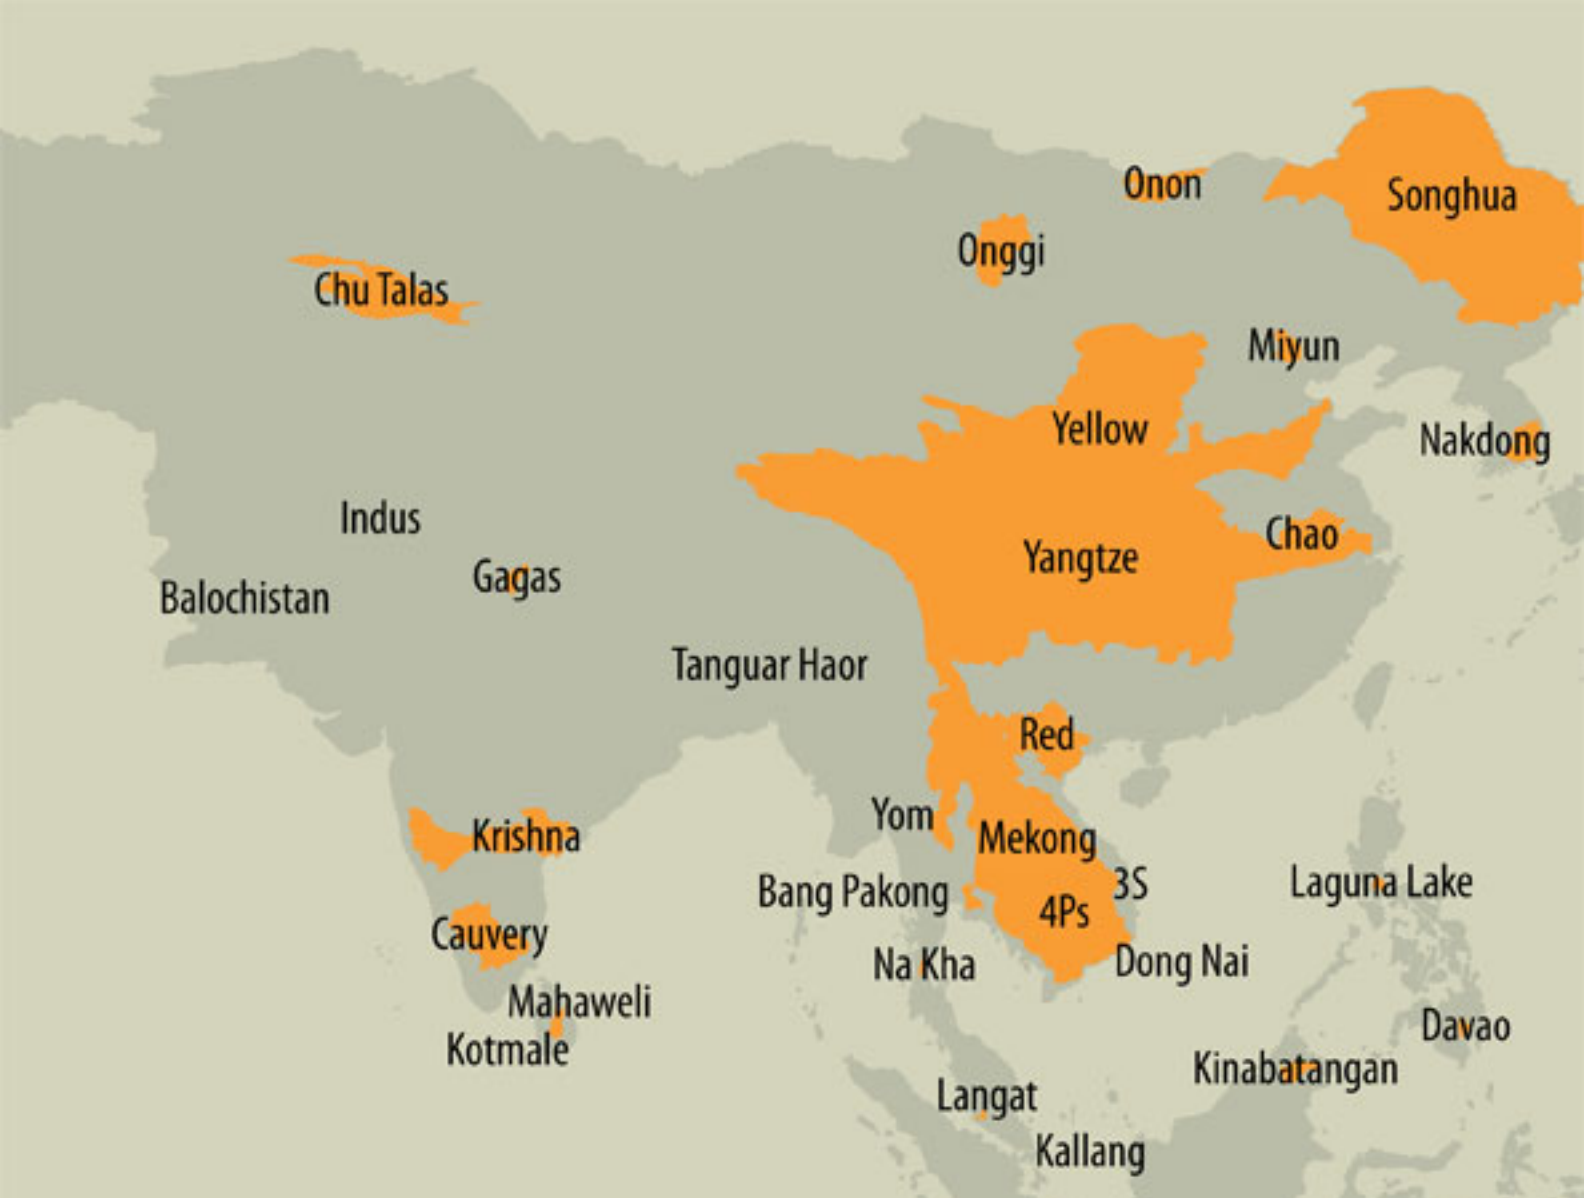 Onon
Songhua
Onggi
Chu Talas
Miyun
Yellow
Nakdong
Indus
Chao
Yangtze
Gagas
Balochistan
Tanguar Haor
Red
Yom
Krishna
Mekong
3S
Laguna Lake
Bang Pakong
4Ps
Cauvery
Na Kha
Dong Nai
Mahaweli
Davao
Kotmale
Kinabatangan
Langat
Kallang